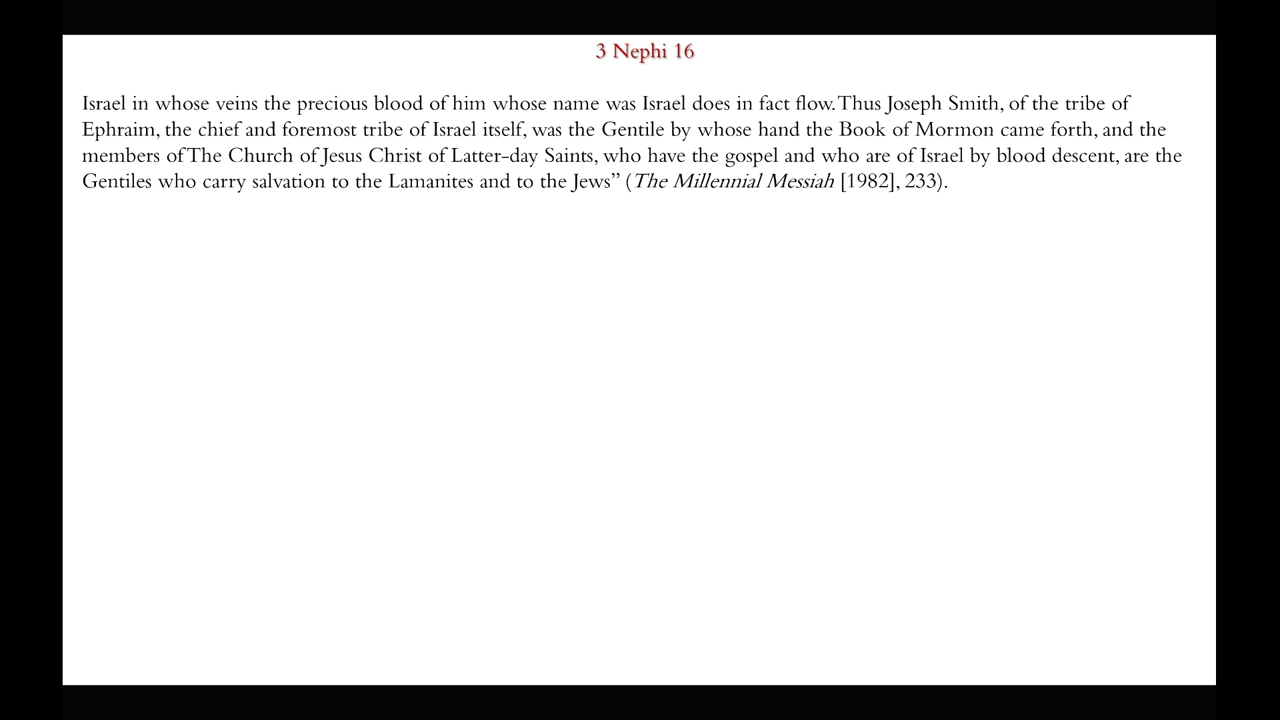 3 Nephi 16
Israel in whose veins the precious blood of him whose name was Israel does in fact flow. Thus Joseph Smith, of the tribe of
Ephraim, the chief and foremost tribe of Israel itself, was the Gentile by whose hand the Book of Mormon came forth, and the
members of The Church of Jesus Christ of Latter-day Saints, who have the gospel and who are of Israel by blood descent, are the
Gentiles who carry salvation to the Lamanites and to the Jews” (The Millennial Messiah [1982], 233).